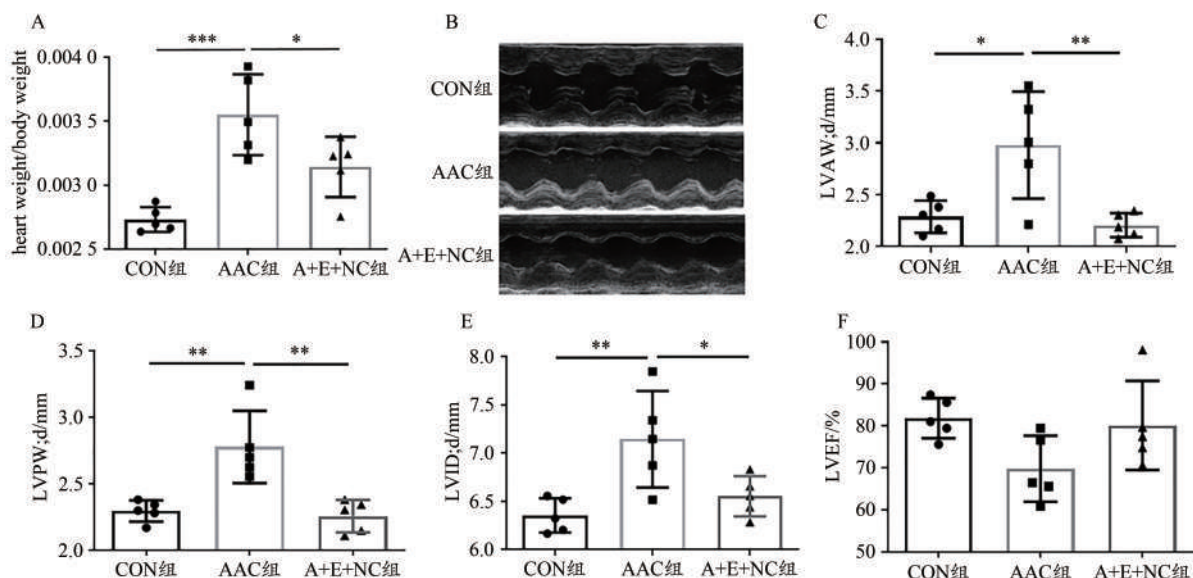 A
***
*
heart weight/body weight
0.004 0
0.003 5
0.003 0
0.002 5
CON组
AAC组
A+E+NC组
B
CON组
AAC组
A+E+NC组
C
*
**
LVAW;d/mm
4.0
3.5
3.0
2.5
2.0
CON组
AAC组
A+E+NC组
D
**
**
LVPW;d/mm
3.5
3.0
2.5
2.0
CON组
AAC组
A+E+NC组
E
**
*
LVID;d/mm
8.0
7.5
7.0
6.5
6.0
CON组
AAC组
A+E+NC组
F
LVEF/%
100
90
80
70
60
50
CON组
AAC组
A+E+NC组